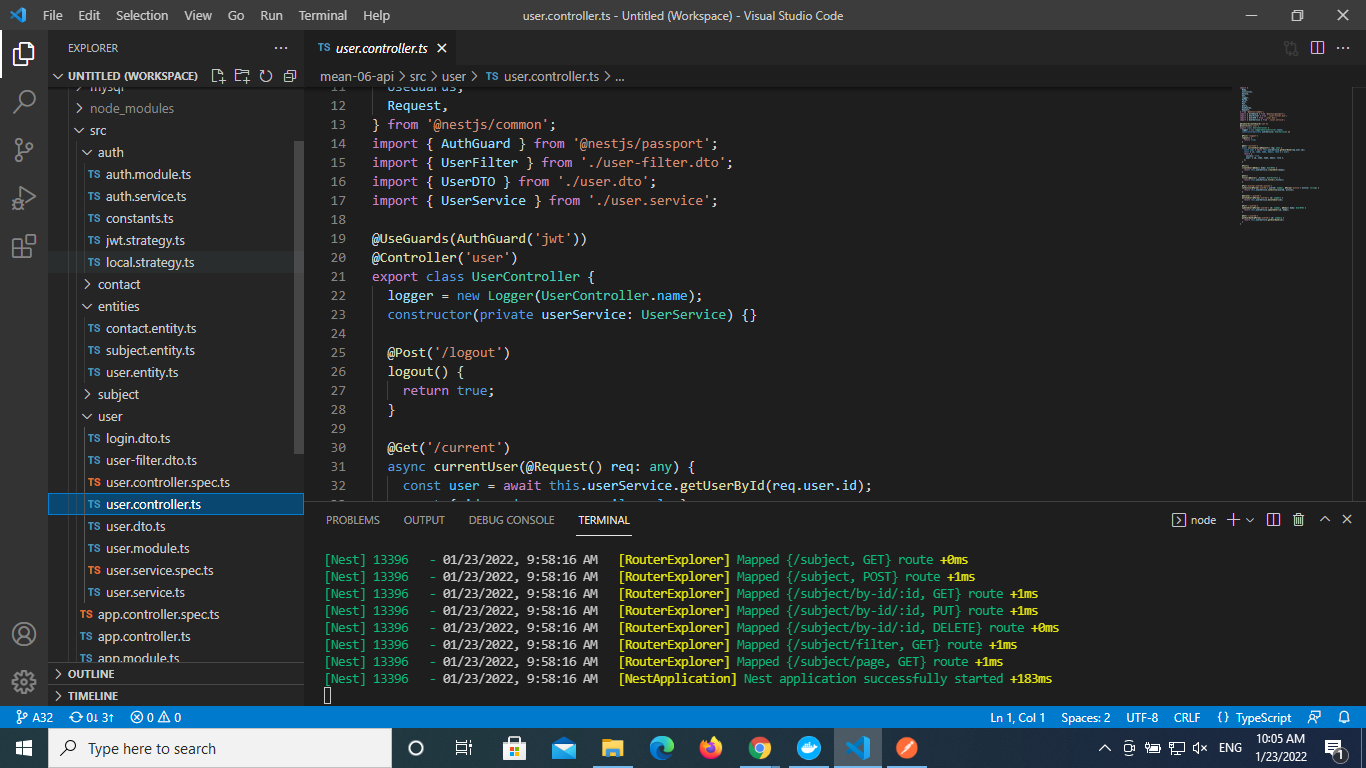 File Edit Selection View Go Run Terminal Help
user.controller.ts - Untitled (Workspace) - Visual Studio Code
EXPLORER
UNTITLED (WORKSPACE)
mysql
node_modules
src
auth
TS auth.module.ts
TS auth.service.ts
TS constants.ts
TS jwt.strategy.ts
TS local.strategy.ts
contact
entities
TS contact.entity.ts
TS subject.entity.ts
TS user.entity.ts
subject
user
TS login.dto.ts
TS user-filter.dto.ts
TS user.controller.spec.ts
TS user.controller.ts
TS user.dto.ts
TS user.module.ts
TS user.service.spec.ts
TS user.service.ts
TS app.controller.spec.ts
TS app.controller.ts
TS app.module.ts
OUTLINE
TIMELINE
TS user.controller.ts
mean-06-api > src > user > TS user.controller.ts > ...
11 UseGuards,
12 Request,
13 } from '@nestjs/common';
14 import { AuthGuard } from '@nestjs/passport';
15 import { UserFilter } from './user-filter.dto';
16 import { UserDTO } from './user.dto';
17 import { UserService } from './user.service';
18
19 @UseGuards(AuthGuard('jwt'))
20 @Controller('user')
21 export class UserController {
22 logger = new Logger(UserController.name);
23 constructor(private userService: UserService) {}
24
25 @Post('/logout')
26 logout() {
27 return true;
28 }
29
30 @Get('/current')
31 async currentUser(@Request() req: any) {
32 const user = await this.userService.getUserById(req.user.id);
PROBLEMS OUTPUT DEBUG CONSOLE TERMINAL
node
[Nest] 13396 - 01/23/2022, 9:58:16 AM [RouterExplorer] Mapped {/subject, GET} route +0ms
[Nest] 13396 - 01/23/2022, 9:58:16 AM [RouterExplorer] Mapped {/subject, POST} route +1ms
[Nest] 13396 - 01/23/2022, 9:58:16 AM [RouterExplorer] Mapped {/subject/by-id/:id, GET} route +1ms
[Nest] 13396 - 01/23/2022, 9:58:16 AM [RouterExplorer] Mapped {/subject/by-id/:id, PUT} route +1ms
[Nest] 13396 - 01/23/2022, 9:58:16 AM [RouterExplorer] Mapped {/subject/by-id/:id, DELETE} route +0ms
[Nest] 13396 - 01/23/2022, 9:58:16 AM [RouterExplorer] Mapped {/subject/filter, GET} route +1ms
[Nest] 13396 - 01/23/2022, 9:58:16 AM [RouterExplorer] Mapped {/subject/page, GET} route +1ms
[Nest] 13396 - 01/23/2022, 9:58:16 AM [NestApplication] Nest application successfully started +183ms
A32 0↓ 3↑ 0 0
Ln 1, Col 1 Spaces: 2 UTF-8 CRLF {} TypeScript
Type here to search
ENG
10:05 AM
1/23/2022
1